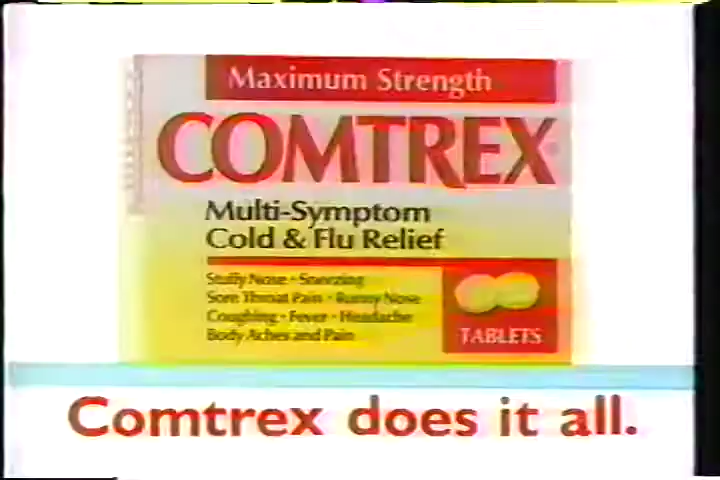 Maximum Strength
COMTREX
Multi-Symptom
Cold & Flu Relief
Stuffy Nose • Sneezing
Sore Throat Pain • Runny Nose
Coughing • Fever • Headache
Body Aches and Pain
TABLETS
Comtrex does it all.